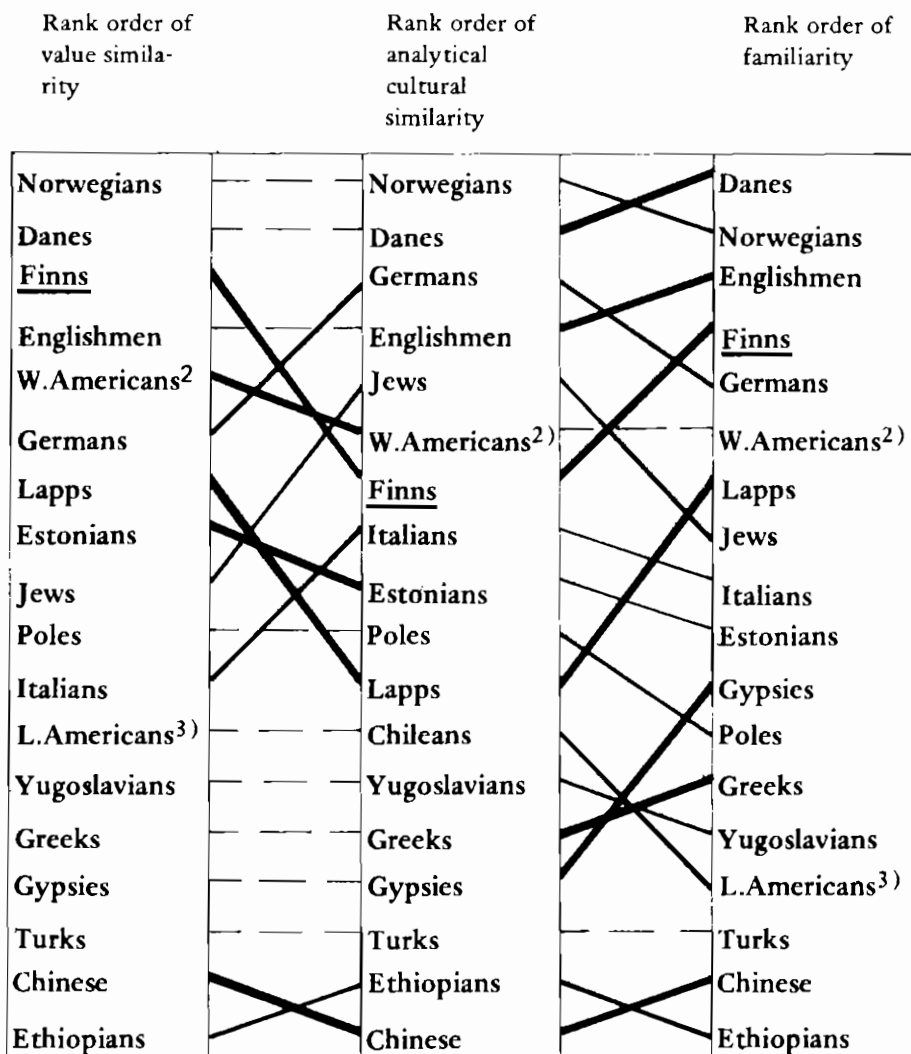 Rank order of
value simila-
rity
Rank order of
analytical
cultural
similarity
Rank order of
familiarity
Norwegians
Danes
Finns
Englishmen
W.Americans2
Germans
Lapps
Estonians
Jews
Poles
Italians
L.Americans3)
Yugoslavians
Greeks
Gypsies
Turks
Chinese
Ethiopians
Norwegians
Danes
Germans
Englishmen
Jews
W.Americans2)
Finns
Italians
Estonians
Poles
Lapps
Chileans
Yugoslavians
Greeks
Gypsies
Turks
Ethiopians
Chinese
Danes
Norwegians
Englishmen
Finns
Germans
W.Americans2)
Lapps
Jews
Italians
Estonians
Gypsies
Poles
Greeks
Yugoslavians
L.Americans3)
Turks
Chinese
Ethiopians